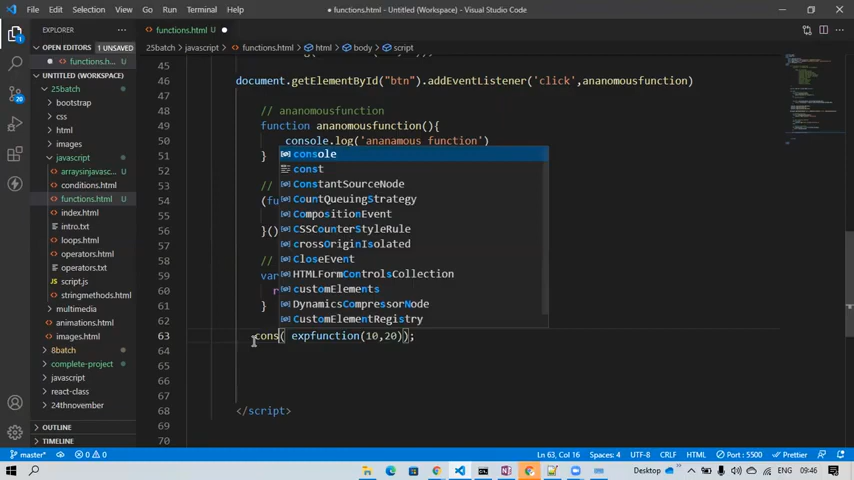 File Edit Selection View Go Run Terminal Help
● functions.html - Untitled (Workspace) - Visual Studio Code
EXPLORER ...
functions.html U ●
OPEN EDITORS 1 UNSAVED
25batch > javascript > functions.html > html > body > script
● functions.html... U
UNTITLED (WORKSPACE)
25batch
bootstrap
css
html
images
javascript
arraysinjavasc... U
conditions.html
functions.html U
index.html
intro.txt
loops.html
operators.html
operators.txt
script.js
stringmethods.html
multimedia
animations.html
images.html
8batch
complete-project
javascript
react-class
24thnovember
OUTLINE
TIMELINE
45
46 document.getElementById("btn").addEventListener('click',ananomousfunction)
47
48 // ananomousfunction
49 function ananomousfunction(){
50 console.log('ananamous function')
51 }
52
53 //
54 (fu
55
56 }()
57
58 //
59 var
60 r
61 }
62
63 cons( expfunction(10,20));
64
65
66
67
68 </script>
69
70
console
const
ConstantSourceNode
CountQueuingStrategy
CompositionEvent
CSSCounterStyleRule
crossOriginIsolated
CloseEvent
HTMLFormControlsCollection
customElements
DynamicsCompressorNode
CustomElementRegistry
master* 0 0
Ln 63, Col 16 Spaces: 4 UTF-8 CRLF HTML Port : 5500 Prettier
Desktop ENG 09:46